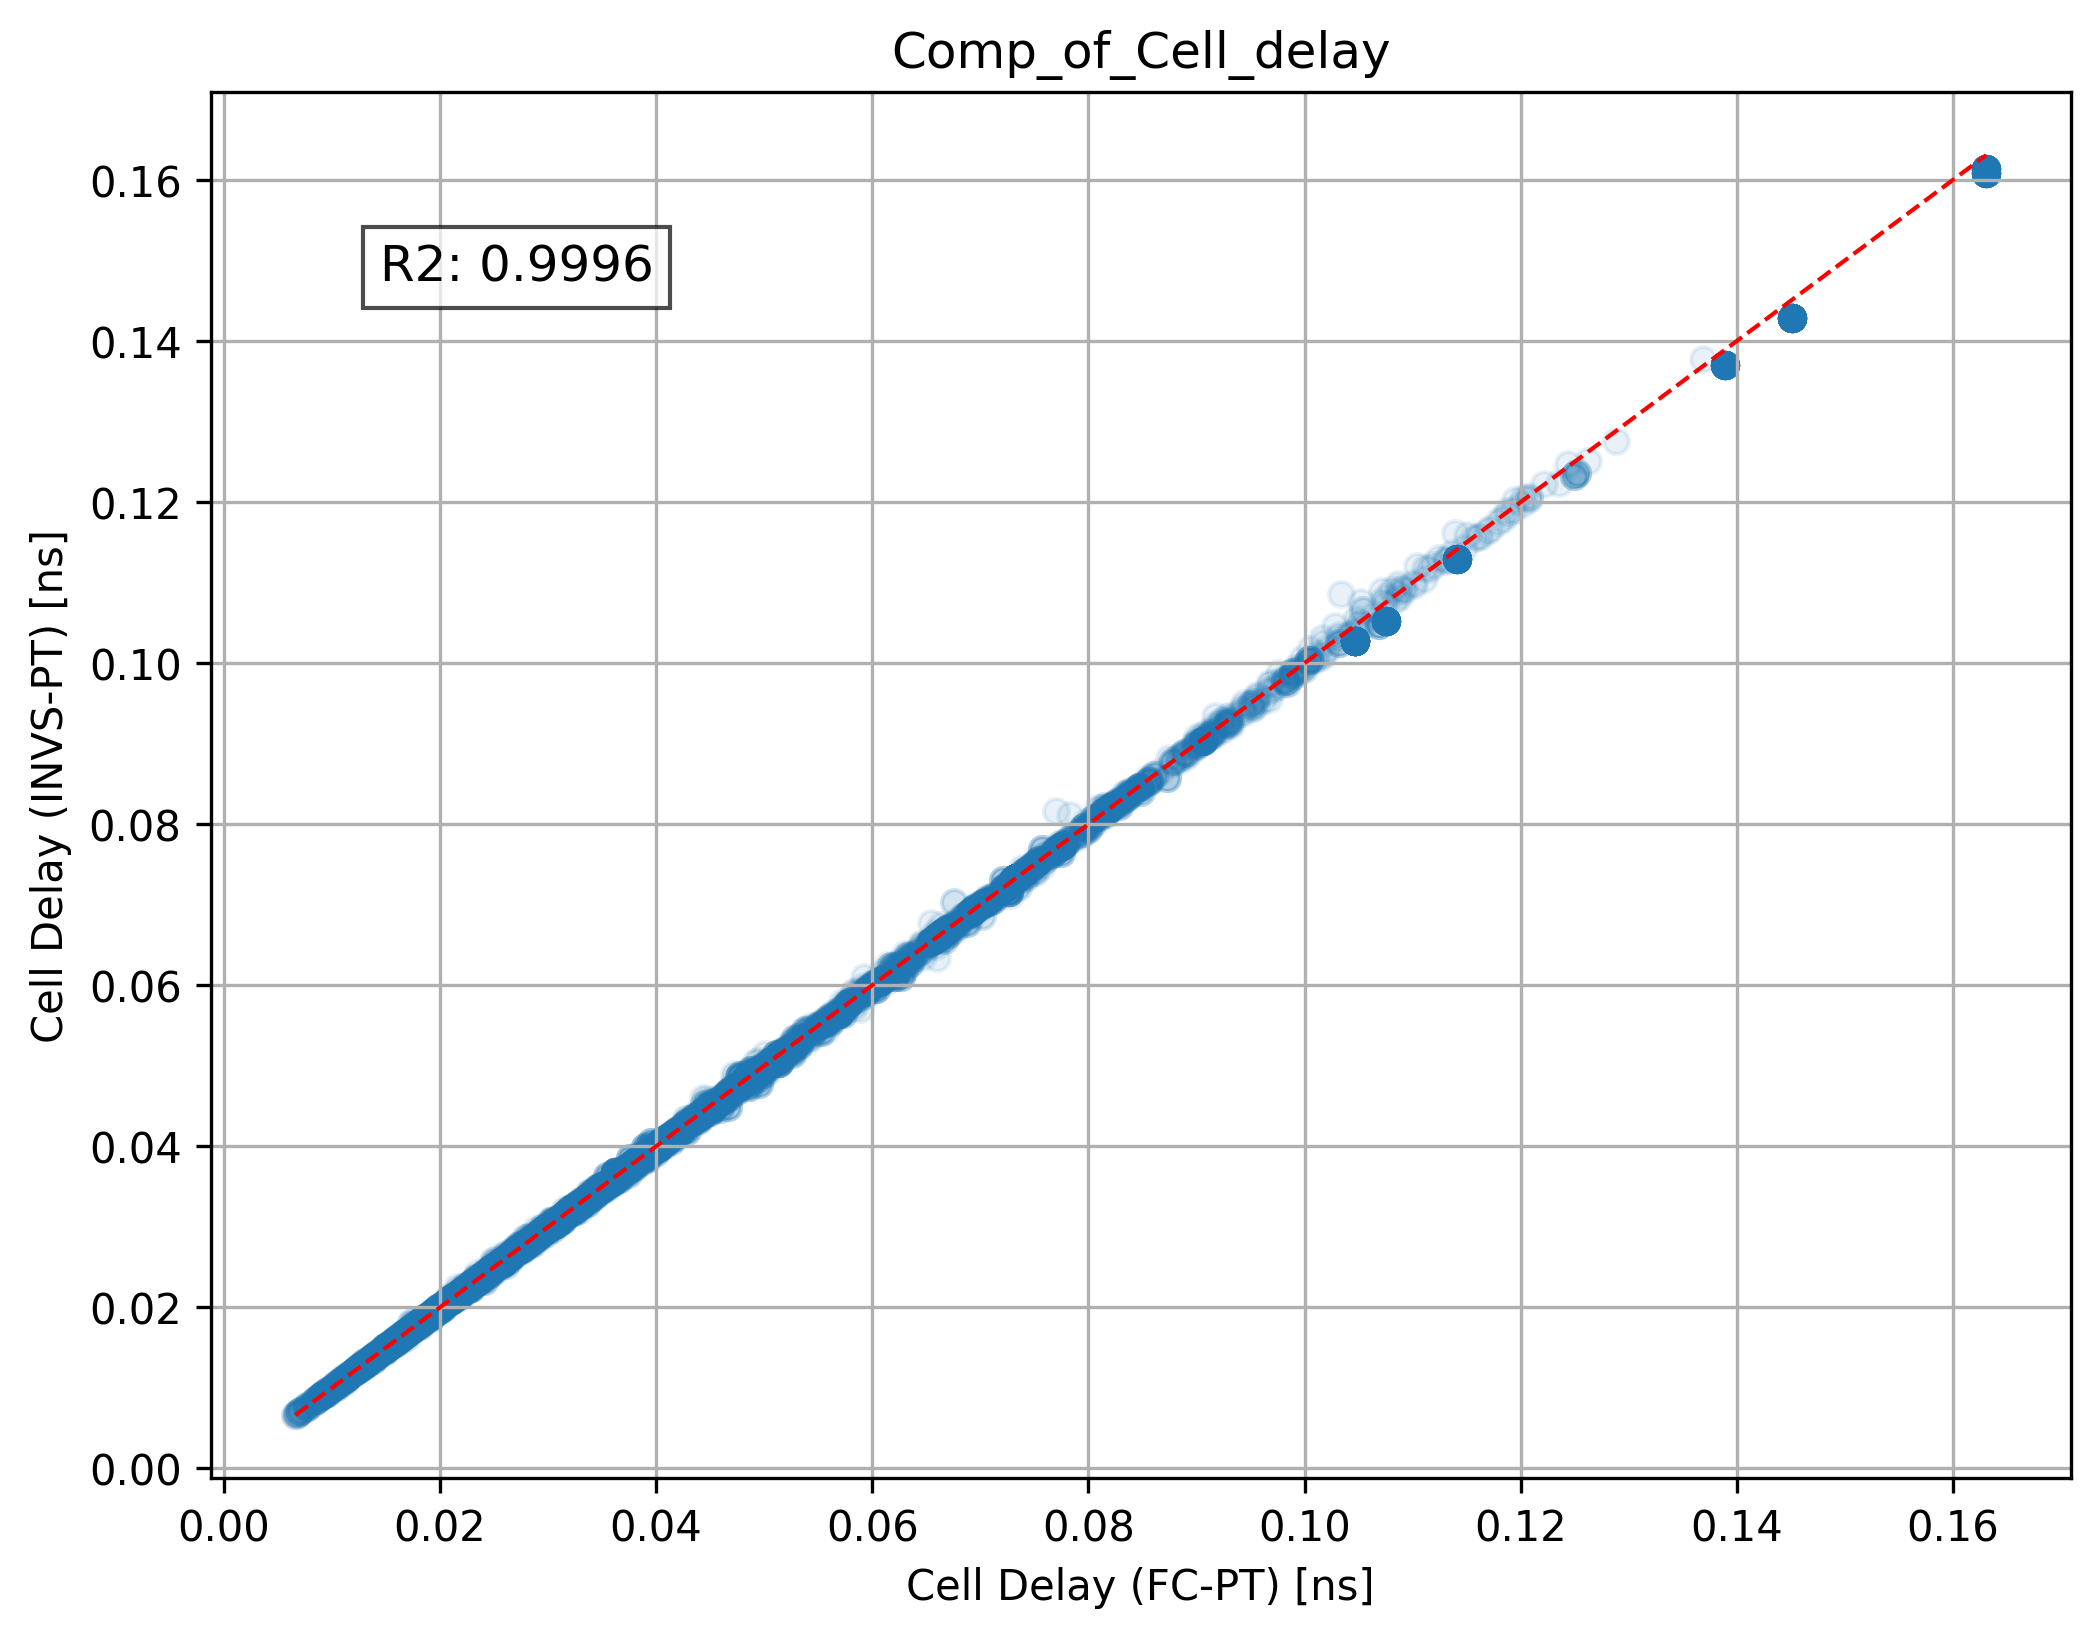 Comp_of_Cell_delay
R2: 0.9996
Cell Delay (INVS-PT) [ns]
0.16
0.14
0.12
0.10
0.08
0.06
0.04
0.02
0.00
0.00 0.02 0.04 0.06 0.08 0.10 0.12 0.14 0.16
Cell Delay (FC-PT) [ns]